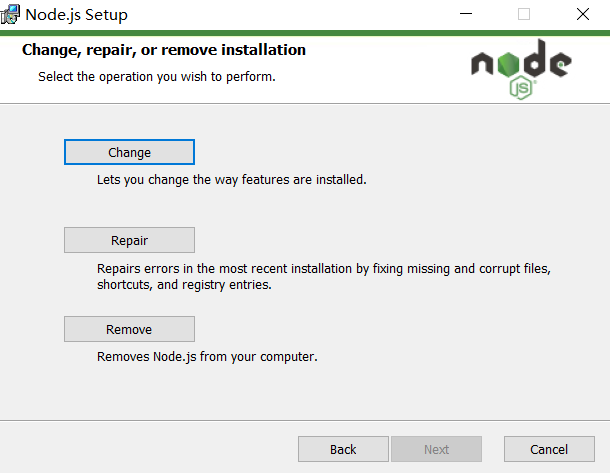 Node.js Setup
Change, repair, or remove installation
Select the operation you wish to perform.
node
JS
Change
Lets you change the way features are installed.
Repair
Repairs errors in the most recent installation by fixing missing and corrupt files,
shortcuts, and registry entries.
Remove
Removes Node.js from your computer.
Back
Next
Cancel